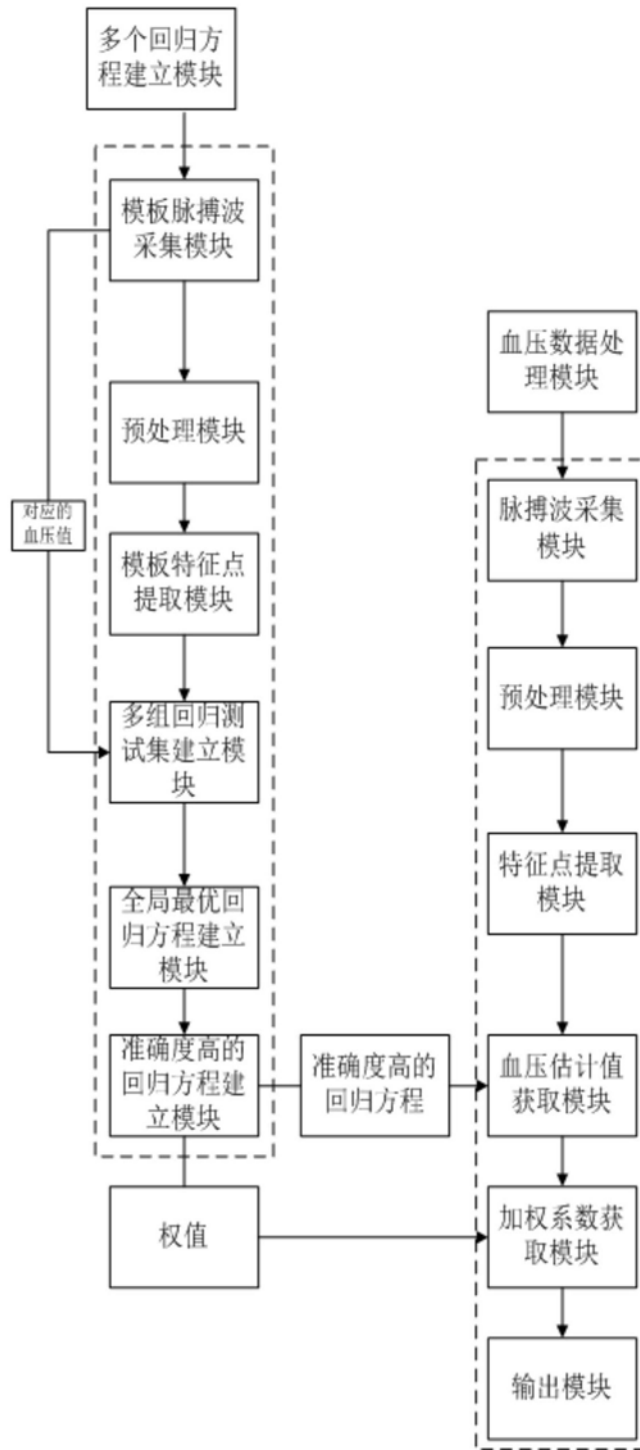 多个回归方
程建立模块
模板脉搏波
采集模块
预处理模块
对应的
血压值
模板特征点
提取模块
多组回归测
试集建立模
块
全局最优回
归方程建立
模块
准确度高的
回归方程建
立模块
权值
准确度高的
回归方程
血压数据处
理模块
脉搏波采集
模块
预处理模块
特征点提取
模块
血压估计值
获取模块
加权系数获
取模块
输出模块